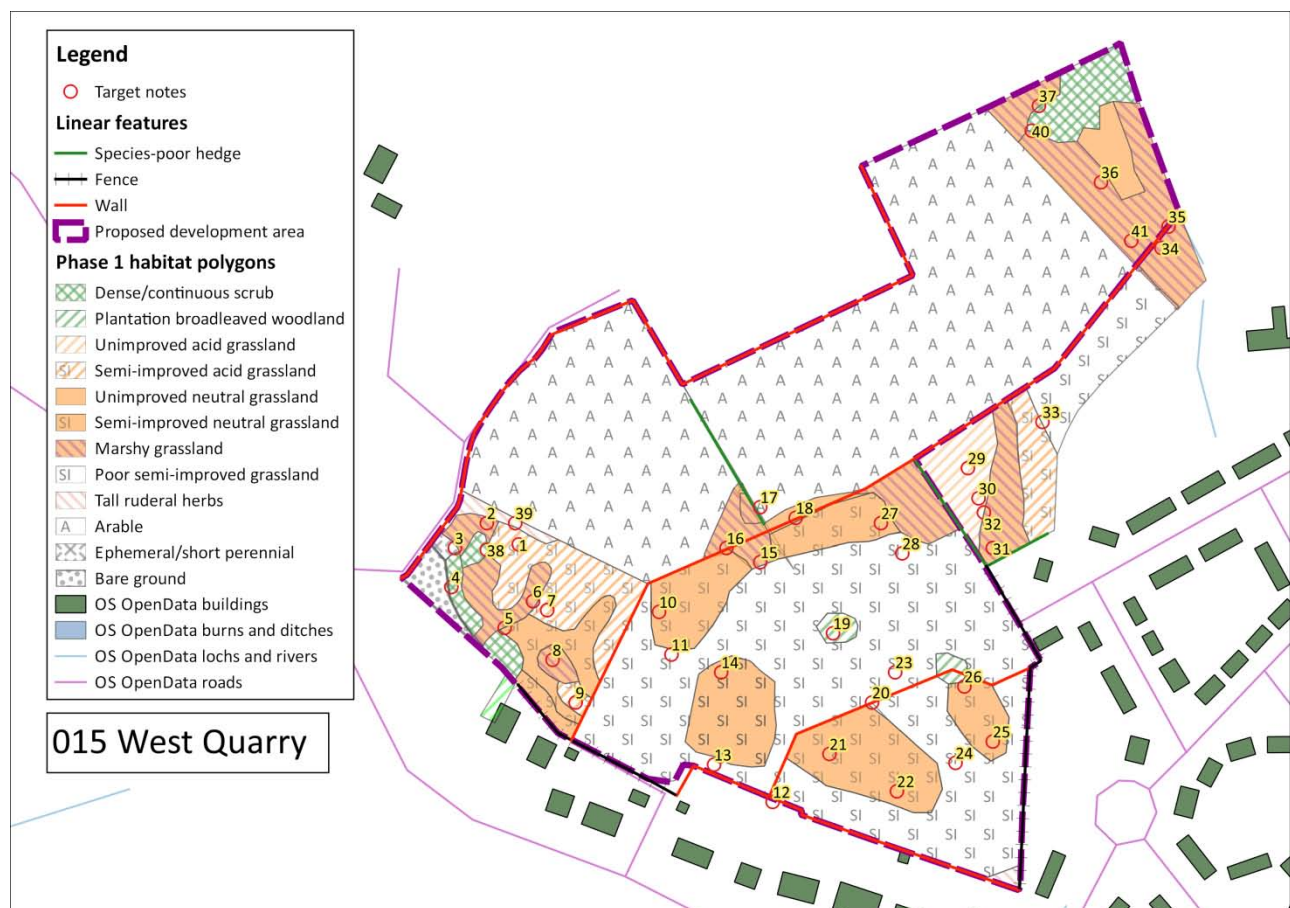 Legend
Target notes
Linear features
Species-poor hedge
Fence
Wall
Proposed development area
Phase 1 habitat polygons
Dense/continuous scrub
Plantation broadleaved woodland
Unimproved acid grassland
SI Semi-improved acid grassland
Unimproved neutral grassland
SI Semi-improved neutral grassland
Marshy grassland
SI Poor semi-improved grassland
Tall ruderal herbs
A Arable
Ephemeral/short perennial
Bare ground
OS OpenData buildings
OS OpenData burns and ditches
OS OpenData lochs and rivers
OS OpenData roads
015 West Quarry
37
40
36
35
41
34
33
29
30
32
31
17
18
27
28
16
15
2
39
3
38
1
4
6
7
5
10
11
8
9
14
19
23
20
26
25
24
21
22
13
12